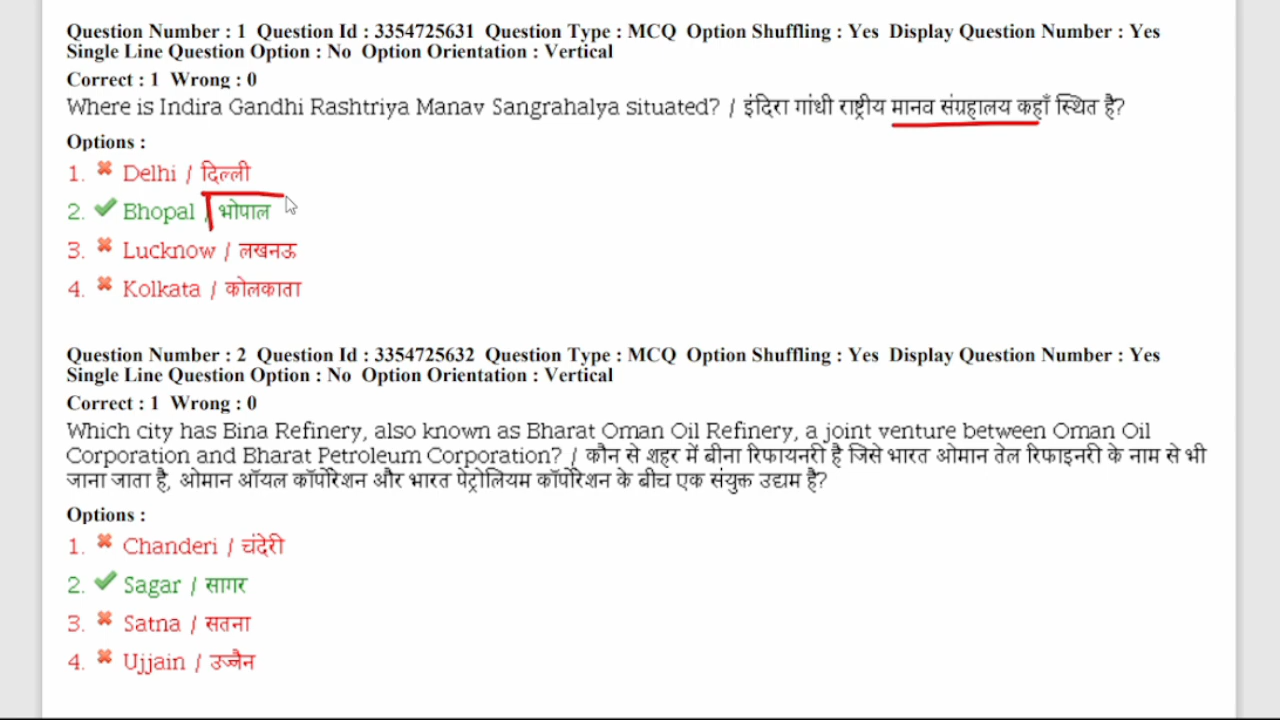 Question Number : 1 Question Id : 3354725631 Question Type : MCQ Option Shuffling : Yes Display Question Number : Yes
Single Line Question Option : No Option Orientation : Vertical
Correct : 1 Wrong : 0
Where is Indira Gandhi Rashtriya Manav Sangrahalya situated? / इंदिरा गांधी राष्ट्रीय मानव संग्रहालय कहाँ स्थित है?
Options :
1. ✖ Delhi / दिल्ली
2. ✔ Bhopal / भोपाल
3. ✖ Lucknow / लखनऊ
4. ✖ Kolkata / कोलकाता
Question Number : 2 Question Id : 3354725632 Question Type : MCQ Option Shuffling : Yes Display Question Number : Yes
Single Line Question Option : No Option Orientation : Vertical
Correct : 1 Wrong : 0
Which city has Bina Refinery, also known as Bharat Oman Oil Refinery, a joint venture between Oman Oil
Corporation and Bharat Petroleum Corporation? / कौन से शहर में बीना रिफायनरी है जिसे भारत ओमान तेल रिफाइनरी के नाम से भी
जाना जाता है, ओमान ऑयल कॉर्पोरेशन और भारत पेट्रोलियम कॉर्पोरेशन के बीच एक संयुक्त उद्यम है?
Options :
1. ✖ Chanderi / चंदेरी
2. ✔ Sagar / सागर
3. ✖ Satna / सतना
4. ✖ Ujjain / उज्जैन